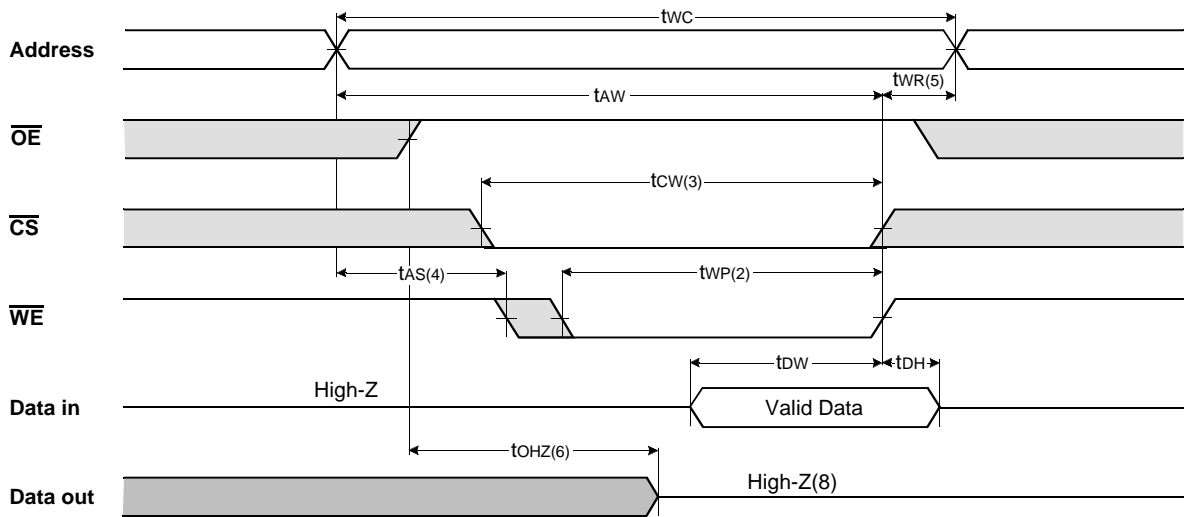 tWC
Address
tAW
tWR(5)
OE
tCW(3)
CS
tAS(4)
tWP(2)
WE
tDW
tDH
High-Z
Data in
Valid Data
tOHZ(6)
Data out
High-Z(8)